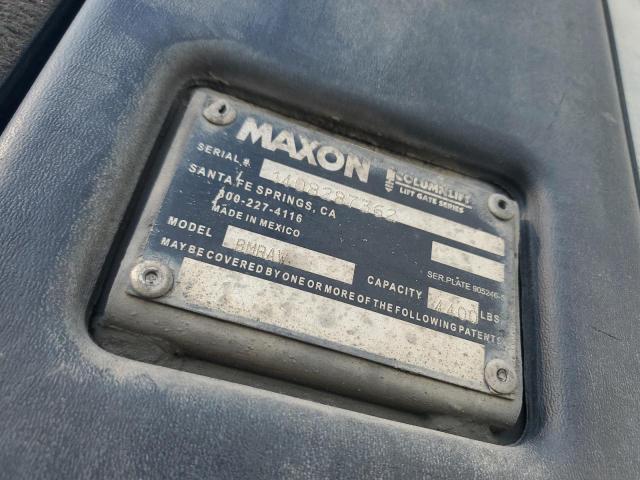 MAXON COLUMNLIFT
LIFT GATE SERIES
SERIAL# 1408287362
SANTA FE SPRINGS, CA
800-227-4116
MADE IN MEXICO
SER.PLATE 905246-
MODEL BMRAW CAPACITY 4400 LBS
MAY BE COVERED BY ONE OR MORE OF THE FOLLOWING PATENTS